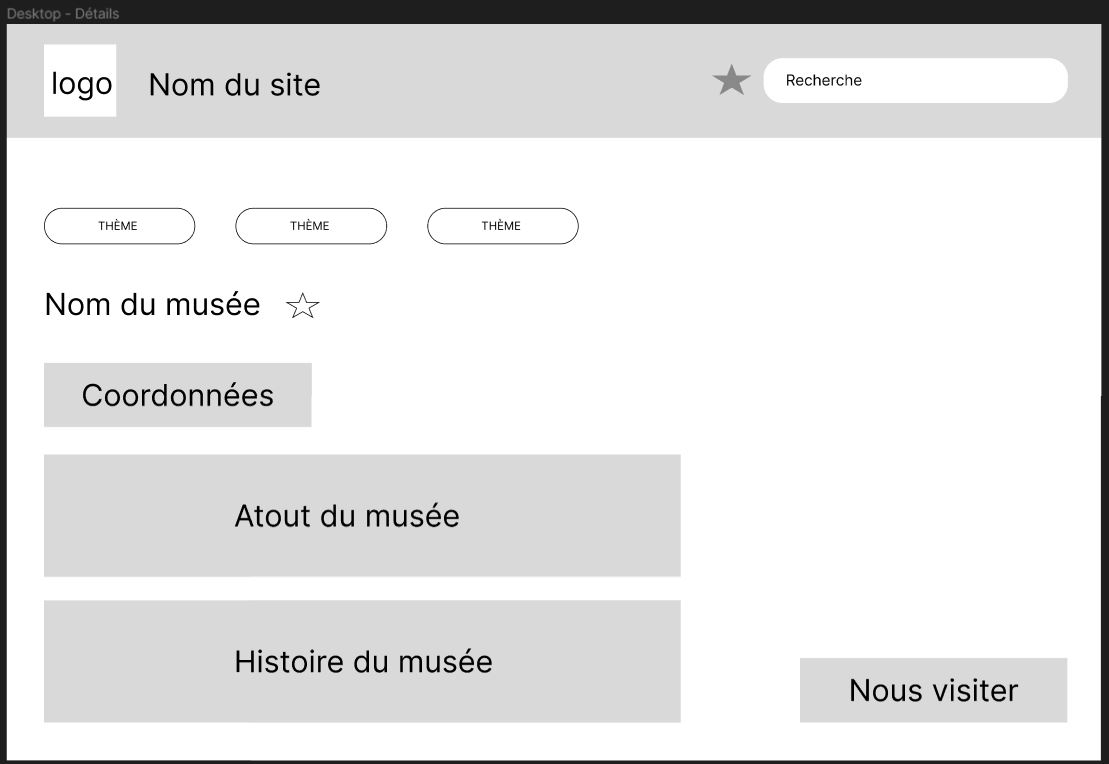 Desktop - Détails
logo
Nom du site
Recherche
THÈME
THÈME
THÈME
Nom du musée
Coordonnées
Atout du musée
Histoire du musée
Nous visiter